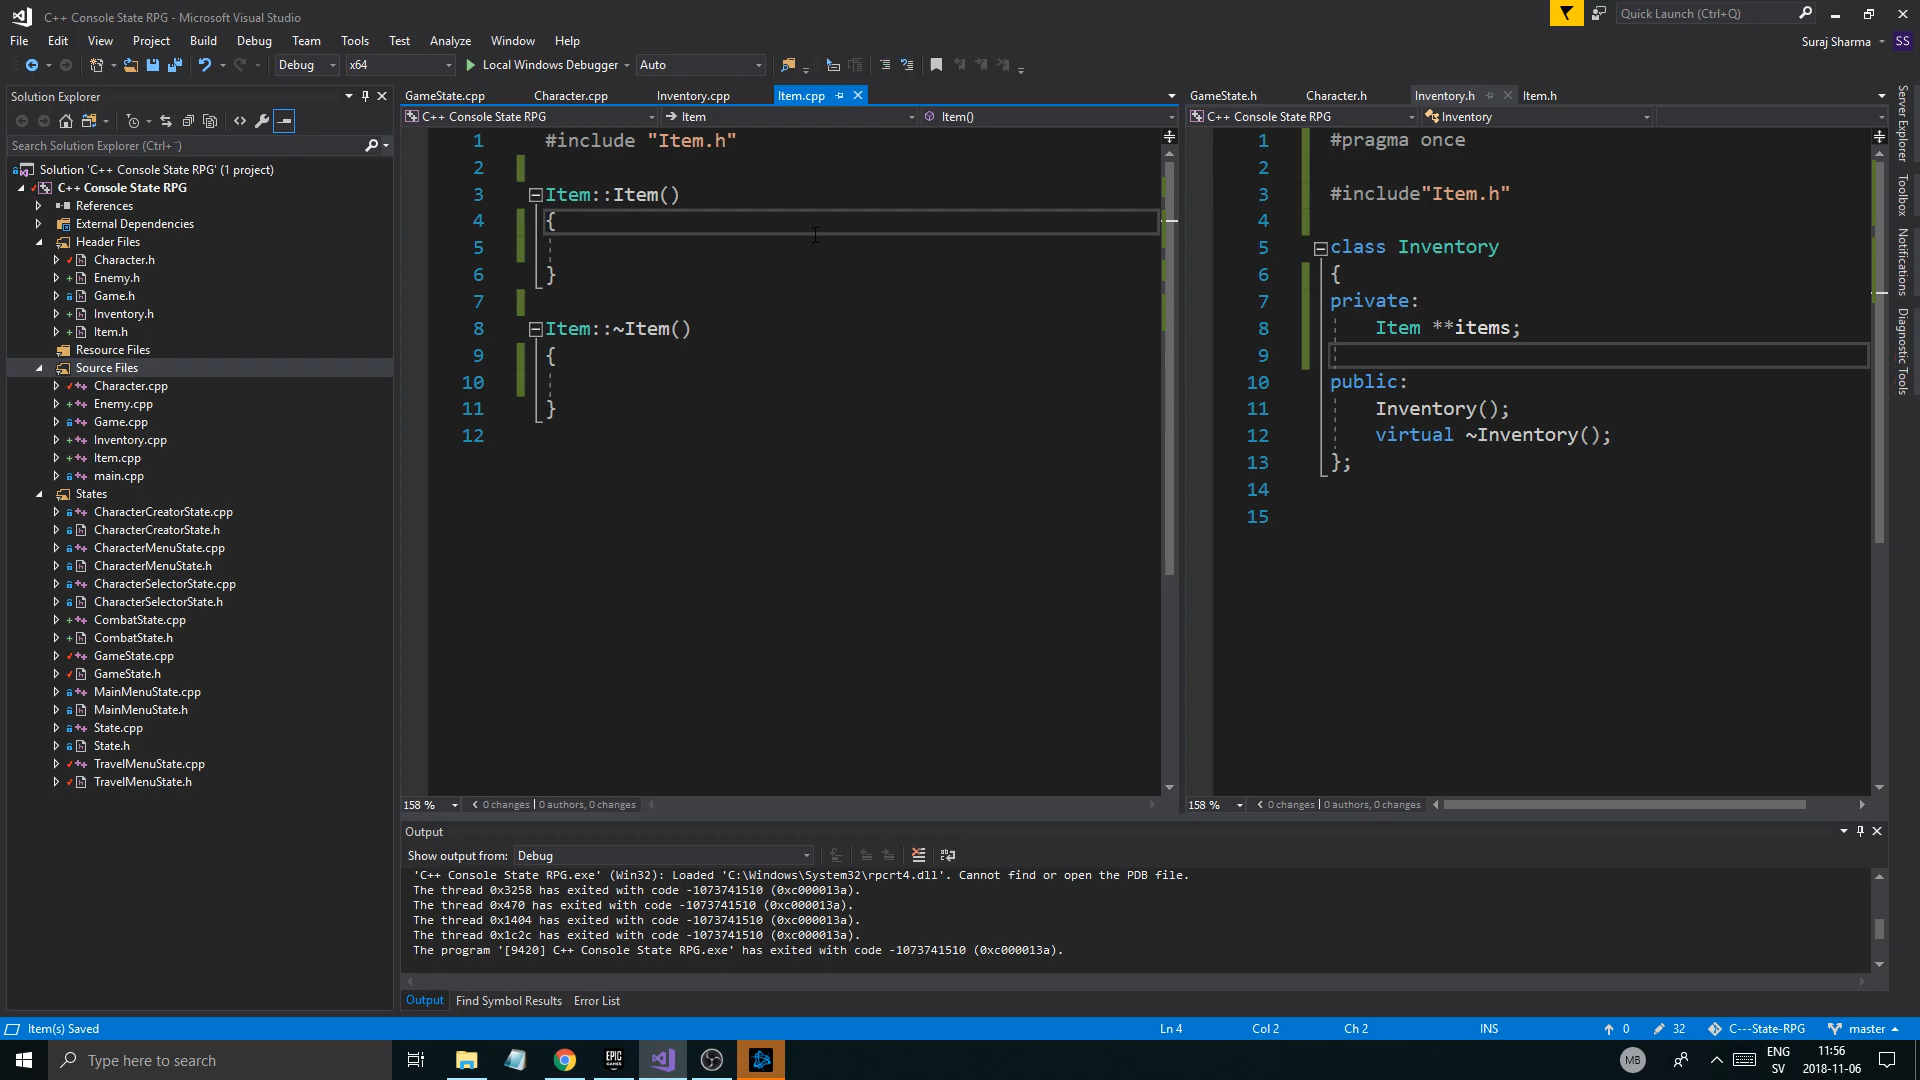 C++ Console State RPG - Microsoft Visual Studio
Quick Launch (Ctrl+Q)
File Edit View Project Build Debug Team Tools Test Analyze Window Help
Suraj Sharma SS
Debug x64 Local Windows Debugger Auto
Solution Explorer
Search Solution Explorer (Ctrl+¨)
Solution 'C++ Console State RPG' (1 project)
C++ Console State RPG
References
External Dependencies
Header Files
Character.h
Enemy.h
Game.h
Inventory.h
Item.h
Resource Files
Source Files
Character.cpp
Enemy.cpp
Game.cpp
Inventory.cpp
Item.cpp
main.cpp
States
CharacterCreatorState.cpp
CharacterCreatorState.h
CharacterMenuState.cpp
CharacterMenuState.h
CharacterSelectorState.cpp
CharacterSelectorState.h
CombatState.cpp
CombatState.h
GameState.cpp
GameState.h
MainMenuState.cpp
MainMenuState.h
State.cpp
State.h
TravelMenuState.cpp
TravelMenuState.h
GameState.cpp Character.cpp Inventory.cpp Item.cpp
C++ Console State RPG Item Item()
1 #include "Item.h"
2
3 Item::Item()
4 {
5
6 }
7
8 Item::~Item()
9 {
10
11 }
12
158 % 0 changes | 0 authors, 0 changes
GameState.h Character.h Inventory.h Item.h
C++ Console State RPG Inventory
1 #pragma once
2
3 #include"Item.h"
4
5 class Inventory
6 {
7 private:
8 Item **items;
9
10 public:
11 Inventory();
12 virtual ~Inventory();
13 };
14
15
158 % 0 changes | 0 authors, 0 changes
Server Explorer
Toolbox
Notifications
Diagnostic Tools
Output
Show output from: Debug
'C++ Console State RPG.exe' (Win32): Loaded 'C:\Windows\System32\rpcrt4.dll'. Cannot find or open the PDB file.
The thread 0x3258 has exited with code -1073741510 (0xc000013a).
The thread 0x470 has exited with code -1073741510 (0xc000013a).
The thread 0x1404 has exited with code -1073741510 (0xc000013a).
The thread 0x1c2c has exited with code -1073741510 (0xc000013a).
The program '[9420] C++ Console State RPG.exe' has exited with code -1073741510 (0xc000013a).
Output Find Symbol Results Error List
Item(s) Saved Ln 4 Col 2 Ch 2 INS 0 32 C---State-RPG master
Type here to search
EPIC GAMES
MB
ENG
SV
11:56
2018-11-06